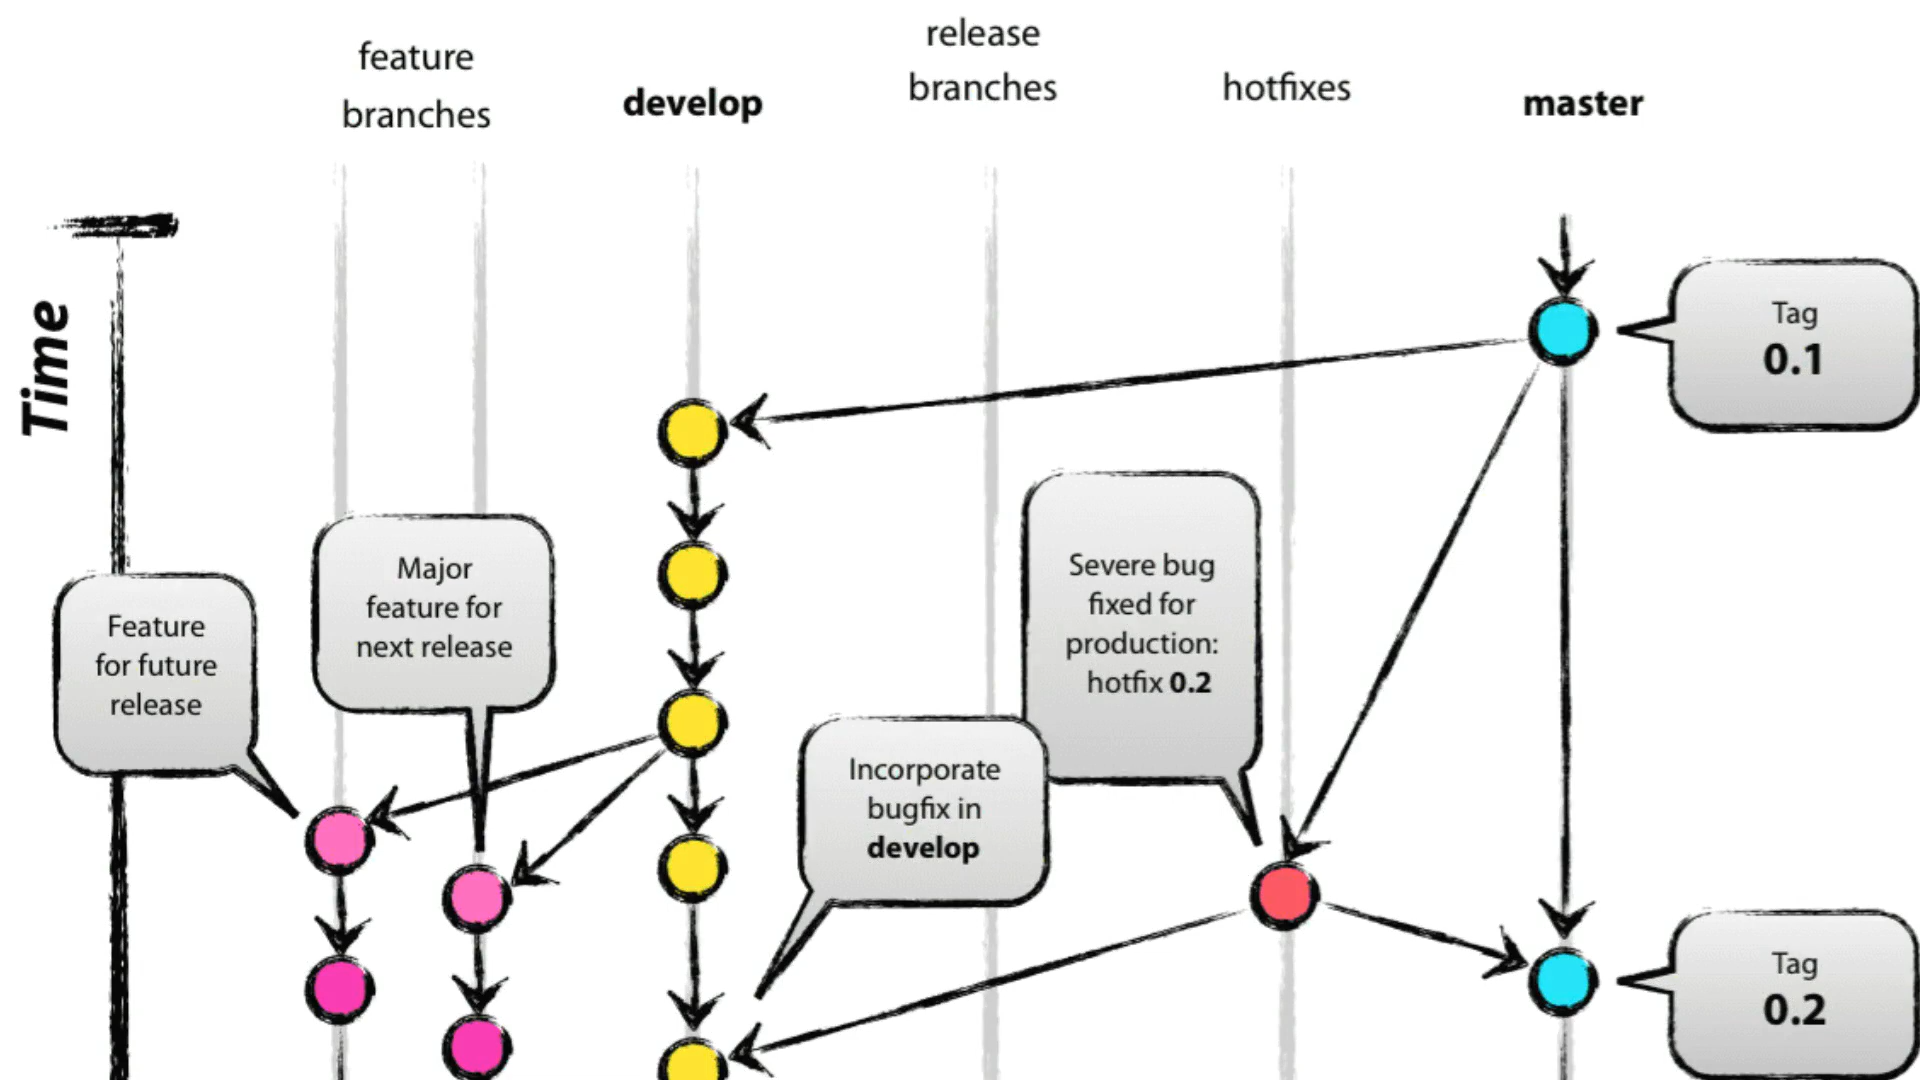 feature
branches
develop
release
branches
hotfixes
master
Time
Tag
0.1
Major
feature for
next release
Feature
for future
release
Severe bug
fixed for
production:
hotfix 0.2
Incorporate
bugfix in
develop
Tag
0.2